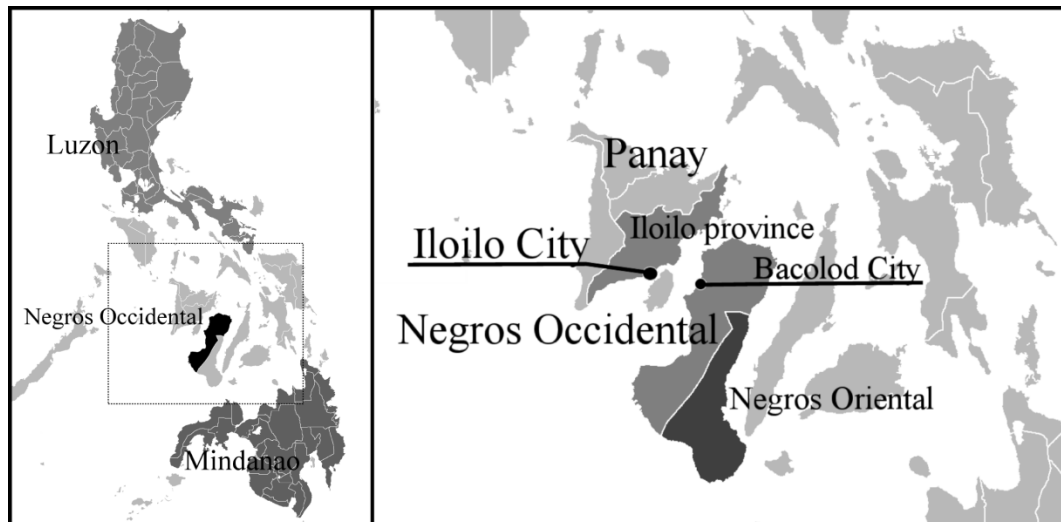 Luzon
Negros Occidental
Mindanao
Panay
Iloilo province
Iloilo City
Bacolod City
Negros Occidental
Negros Oriental